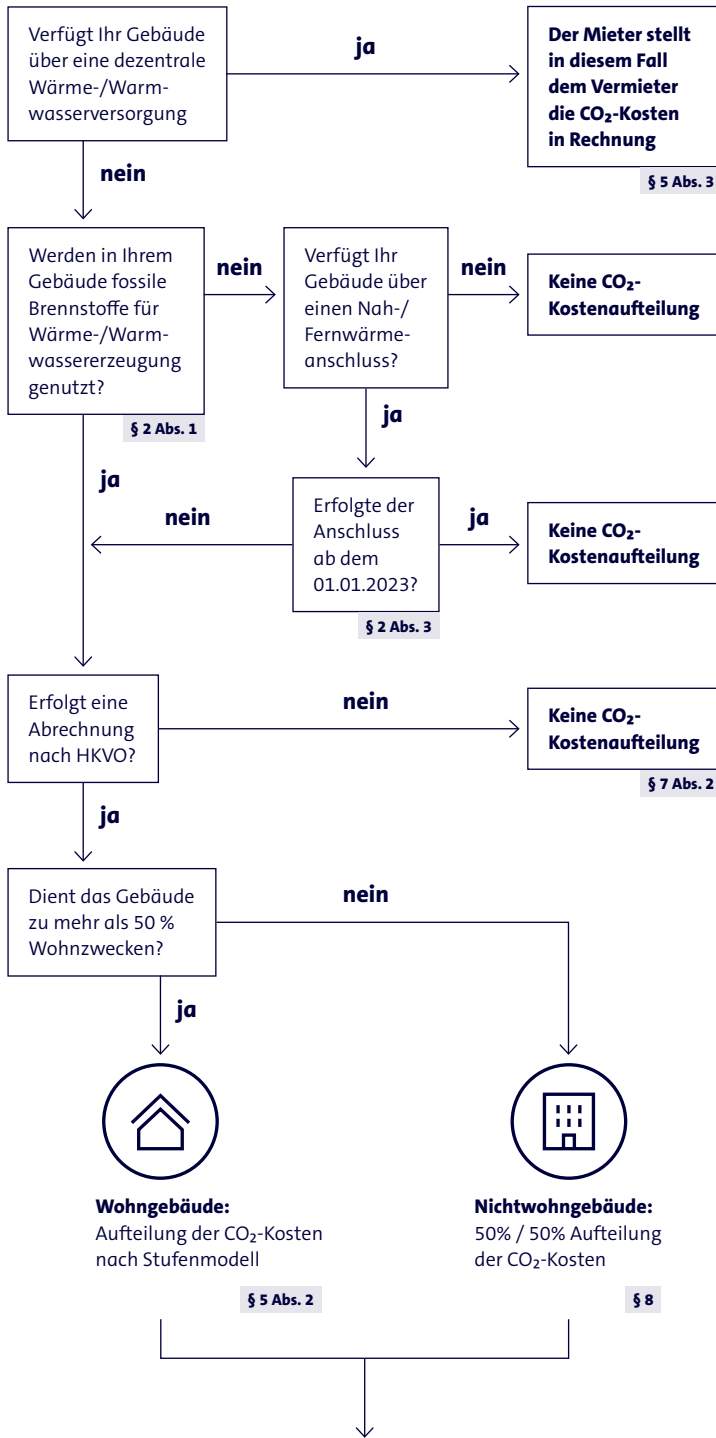 Verfügt Ihr Gebäude
über eine dezentrale
Wärme-/Warm-
wasserversorgung
ja
Der Mieter stellt
in diesem Fall
dem Vermieter
die CO₂-Kosten
in Rechnung
§ 5 Abs. 3
nein
Werden in Ihrem
Gebäude fossile
Brennstoffe für
Wärme-/Warm-
wassererzeugung
genutzt?
§ 2 Abs. 1
nein
Verfügt Ihr
Gebäude über
einen Nah-/
Fernwärme-
anschluss?
nein
Keine CO₂-
Kostenaufteilung
ja
ja
Erfolgte der
Anschluss
ab dem
01.01.2023?
§ 2 Abs. 3
nein
ja
Keine CO₂-
Kostenaufteilung
Erfolgt eine
Abrechnung
nach HKVO?
nein
Keine CO₂-
Kostenaufteilung
§ 7 Abs. 2
ja
Dient das Gebäude
zu mehr als 50 %
Wohnzwecken?
nein
ja
Wohngebäude:
Aufteilung der CO₂-Kosten
nach Stufenmodell
§ 5 Abs. 2
Nichtwohngebäude:
50% / 50% Aufteilung
der CO₂-Kosten
§ 8